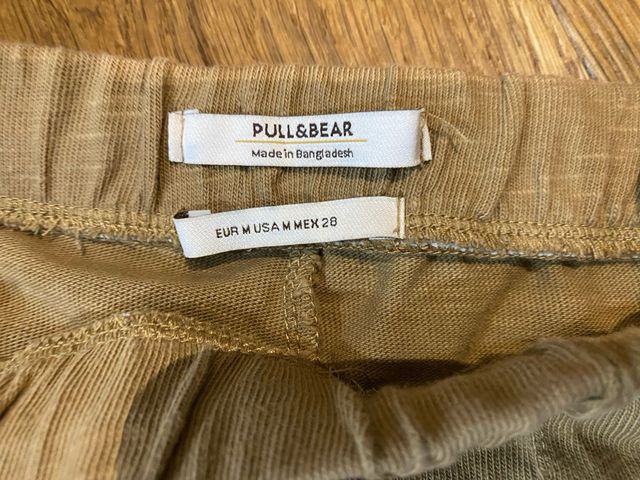 PULL&BEAR
Made in Bangladesh
EUR M USA M MEX 28